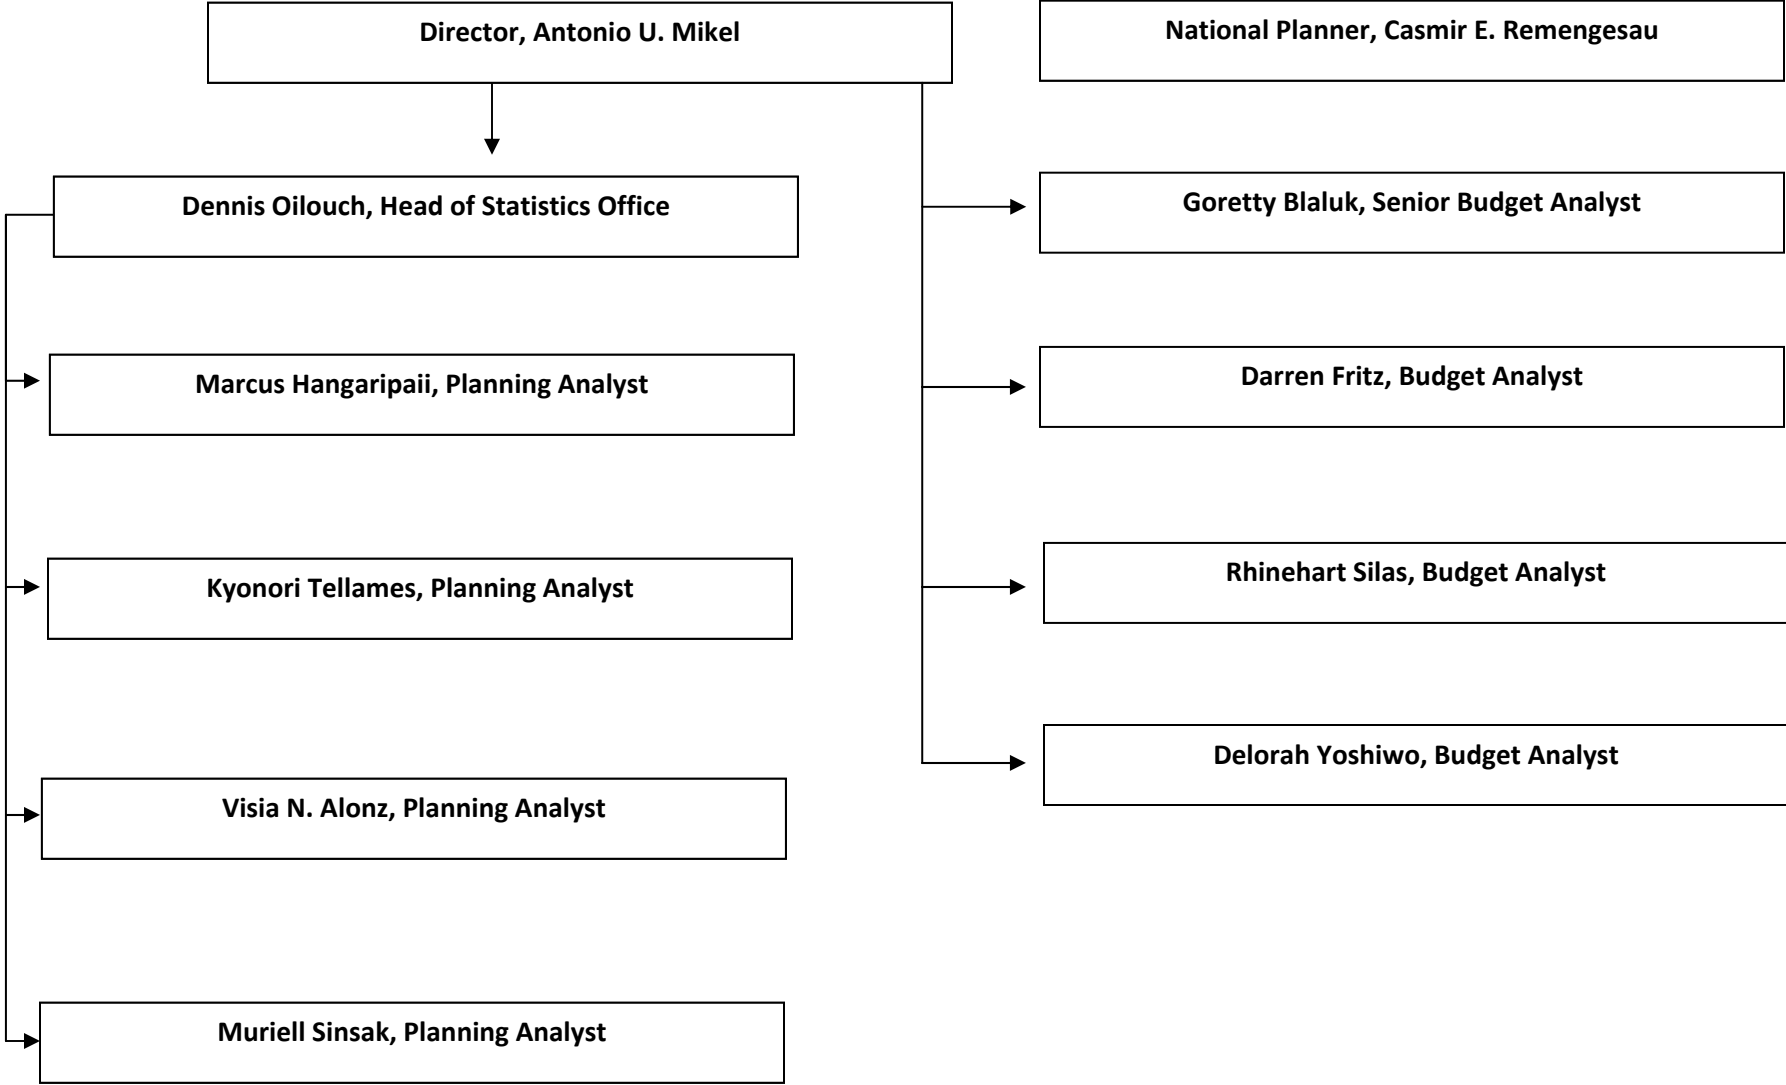 Director, Antonio U. Mikel
National Planner, Casmir E. Remengesau
Dennis Oilouch, Head of Statistics Office
Goretty Blaluk, Senior Budget Analyst
Marcus Hangaripaii, Planning Analyst
Darren Fritz, Budget Analyst
Kyonori Tellames, Planning Analyst
Rhinehart Silas, Budget Analyst
Visia N. Alonz, Planning Analyst
Delorah Yoshiwo, Budget Analyst
Muriell Sinsak, Planning Analyst